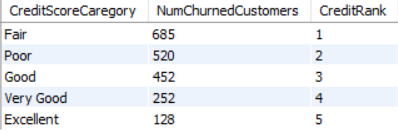 CreditScoreCaregory NumChurnedCustomers CreditRank
Fair 685 1
Poor 520 2
Good 452 3
Very Good 252 4
Excellent 128 5